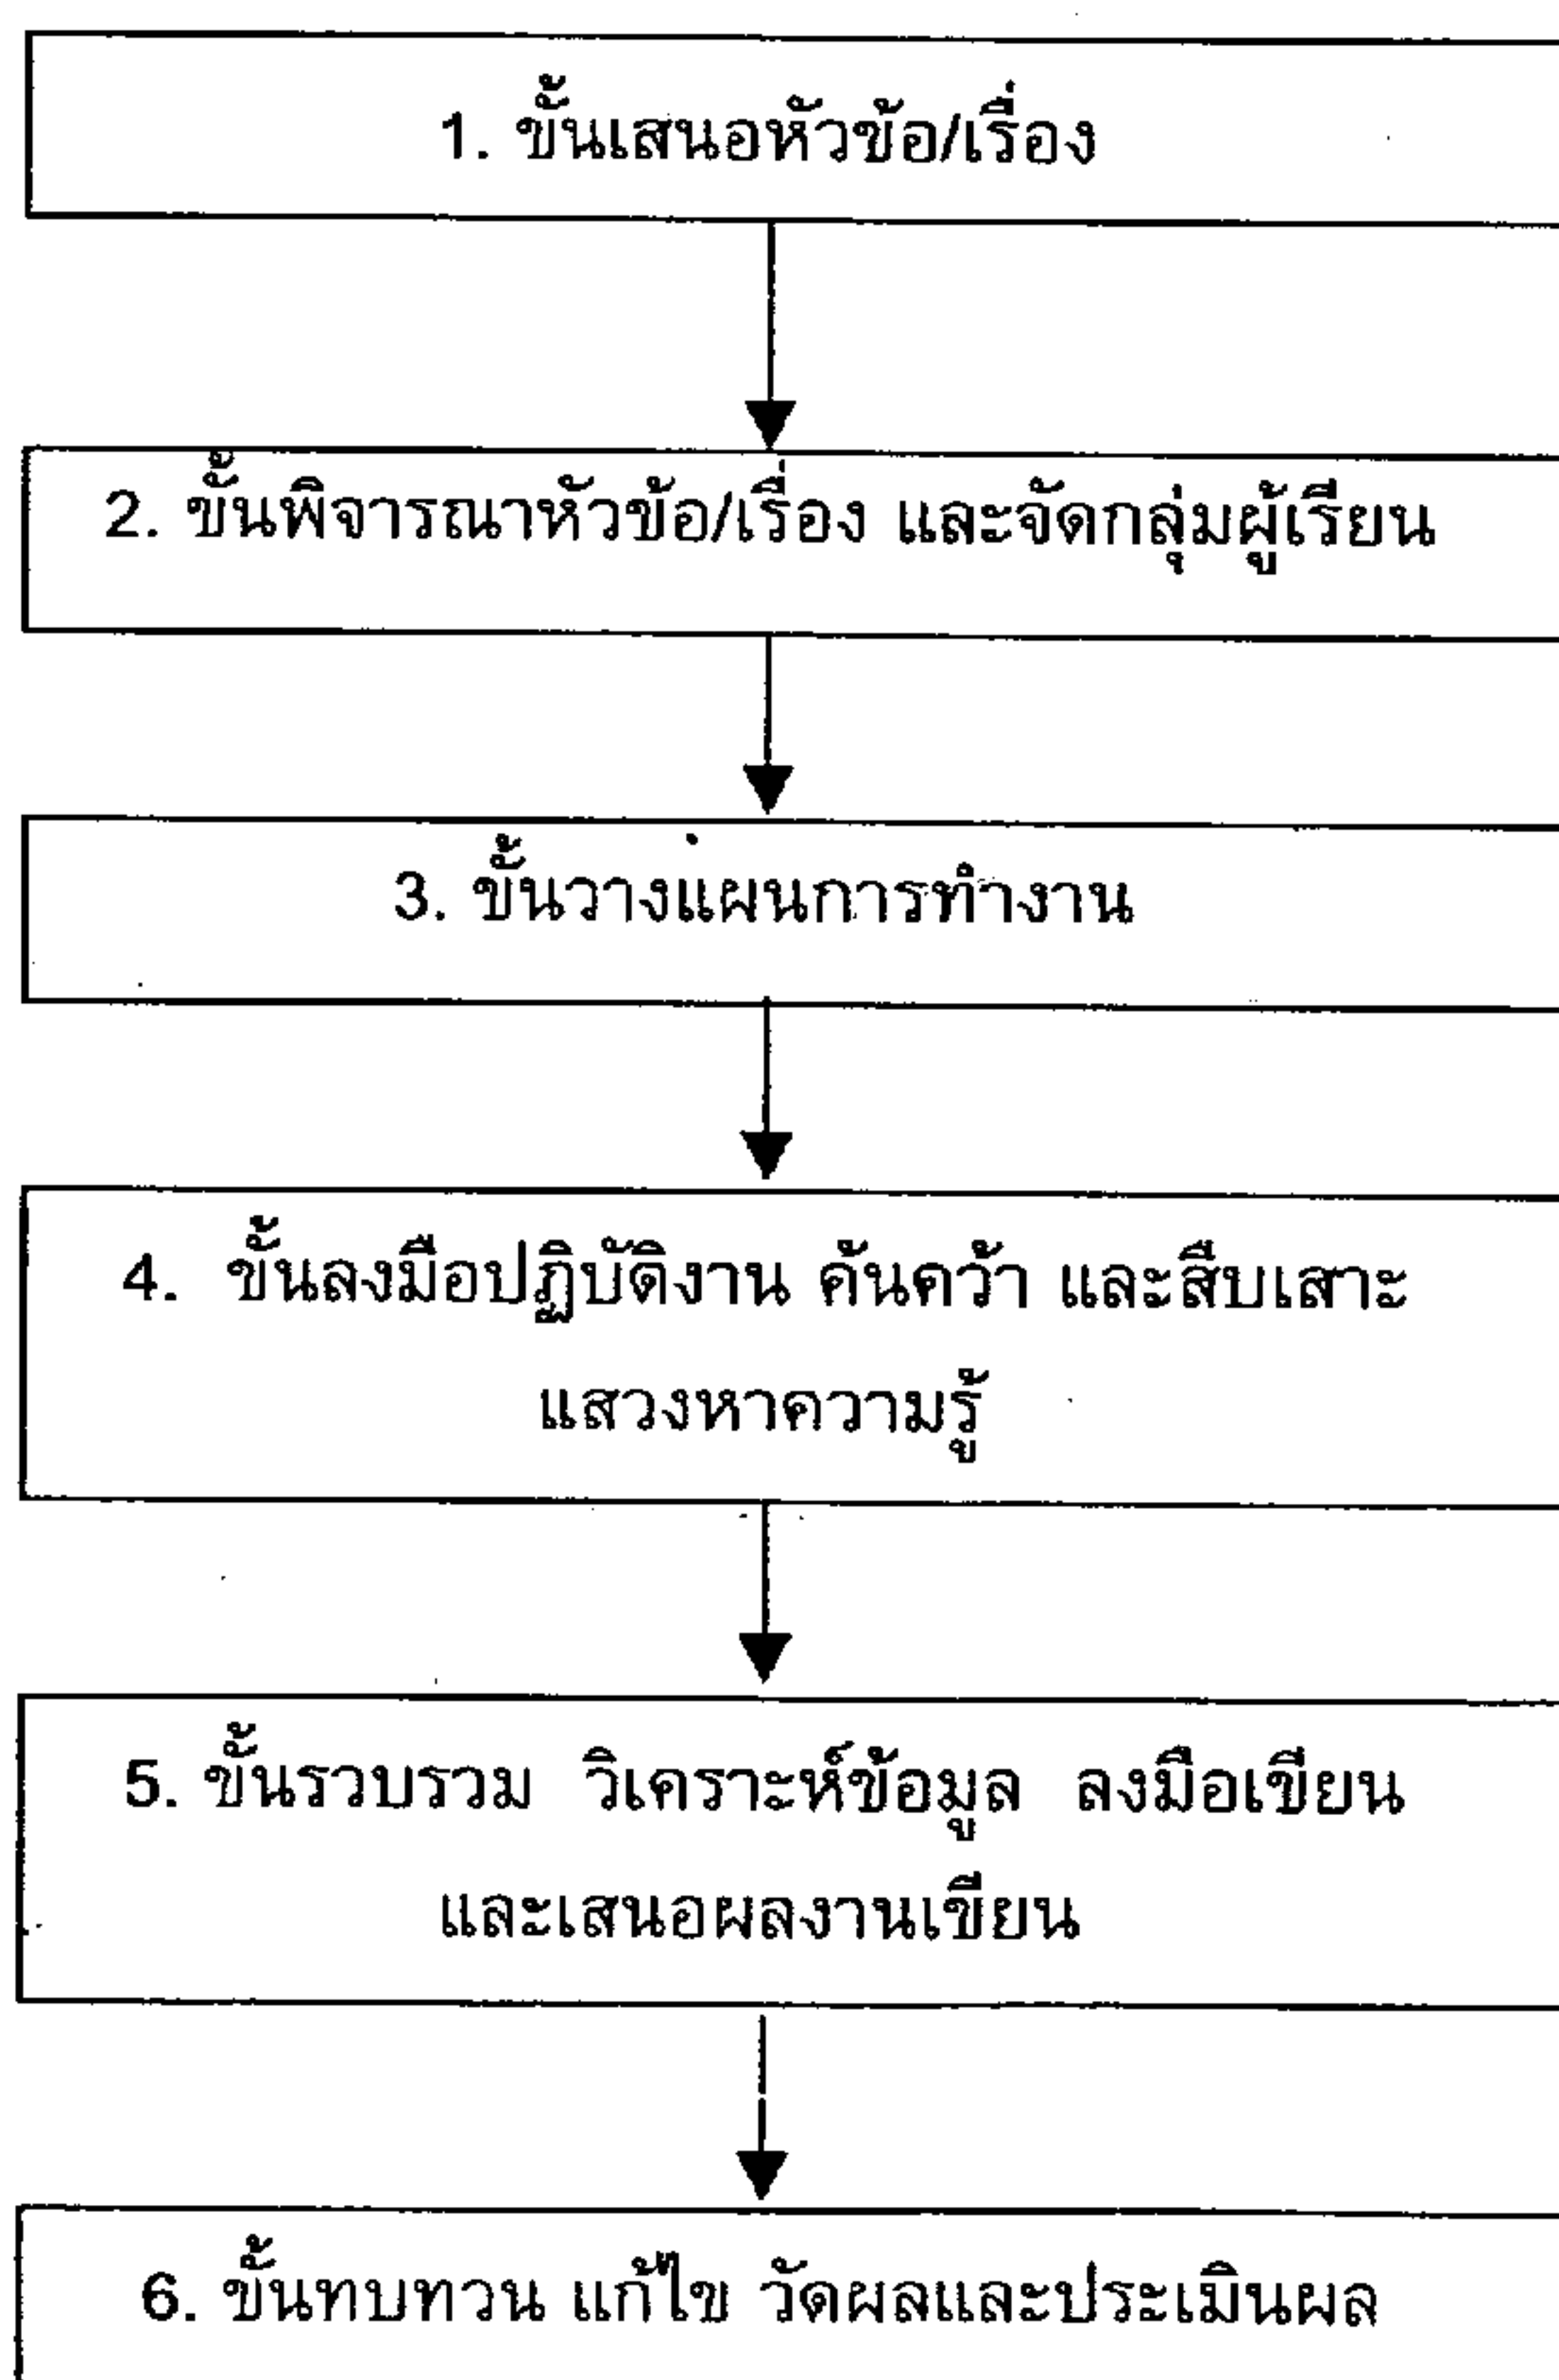 1. ขั้นเสนอหัวข้อ/เรื่อง
2. ขั้นพิจารณาหัวข้อ/เรื่อง และจัดกลุ่มผู้เรียน
3. ขั้นวางแผนการทำงาน
4. ขั้นลงมือปฏิบัติงาน ค้นคว้า และสืบเสาะ
แสวงหาความรู้
5. ขั้นรวบรวม วิเคราะห์ข้อมูล ลงมือเขียน
และเสนอผลงานเขียน
6. ขั้นทบทวน แก้ไข วัดผลและประเมินผล